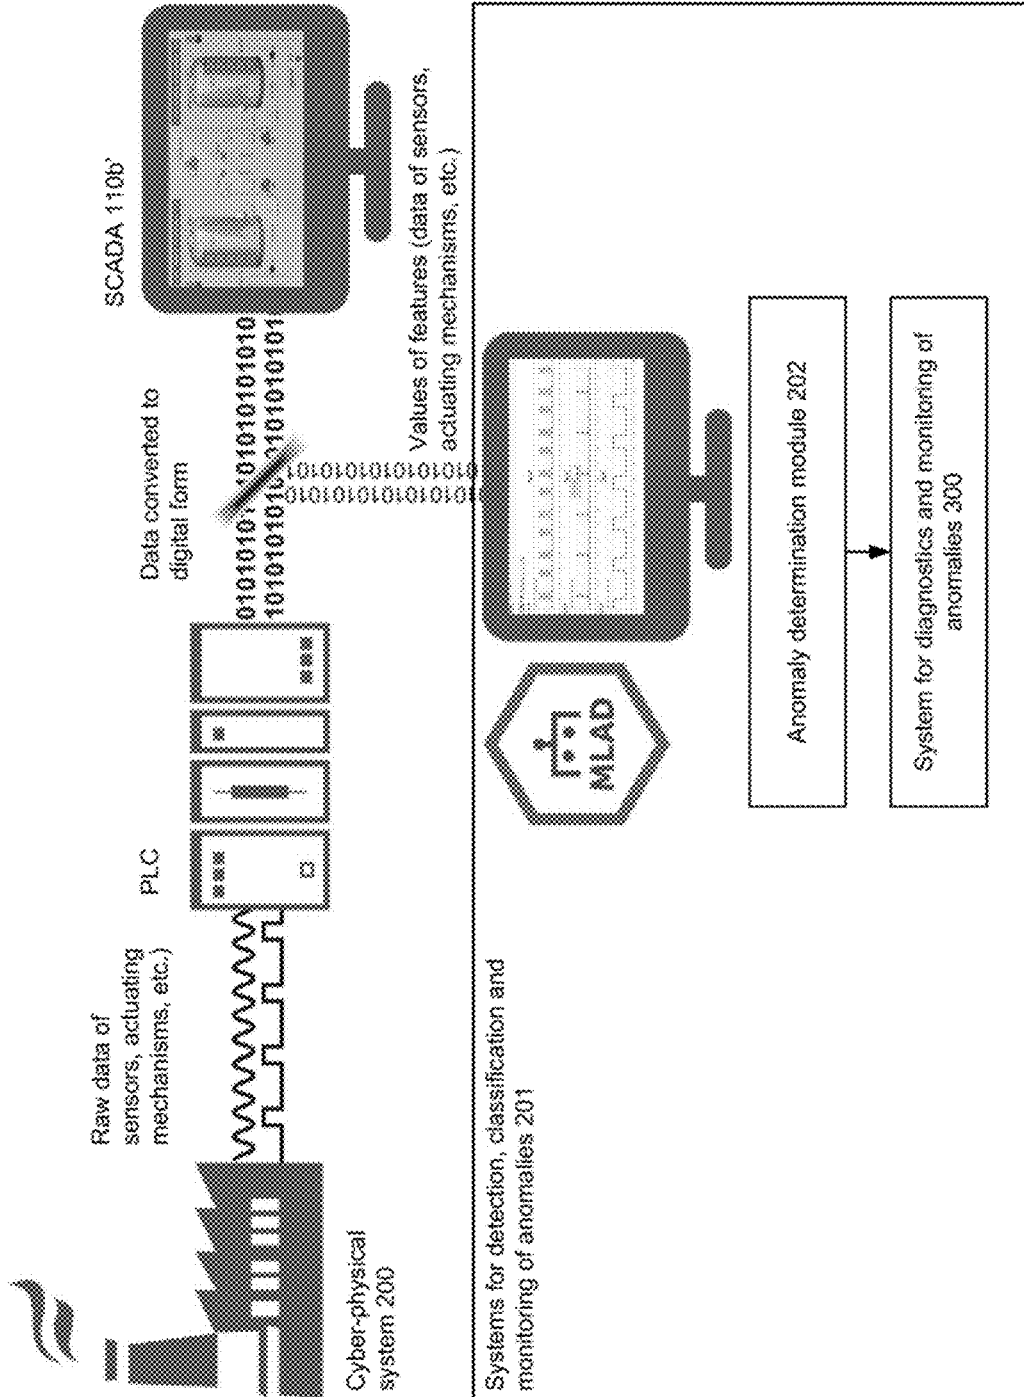 Raw data of
sensors, actuating
mechanisms, etc.)
PLC
Data converted to
digital form
SCADA 110b'
Cyber-physical
system 200
Values of features (data of sensors,
actuating mechanisms, etc.)
Systems for detection, classification and
monitoring of anomalies 201
MLAD
Anomaly determination module 202
System for diagnostics and monitoring of
anomalies 300